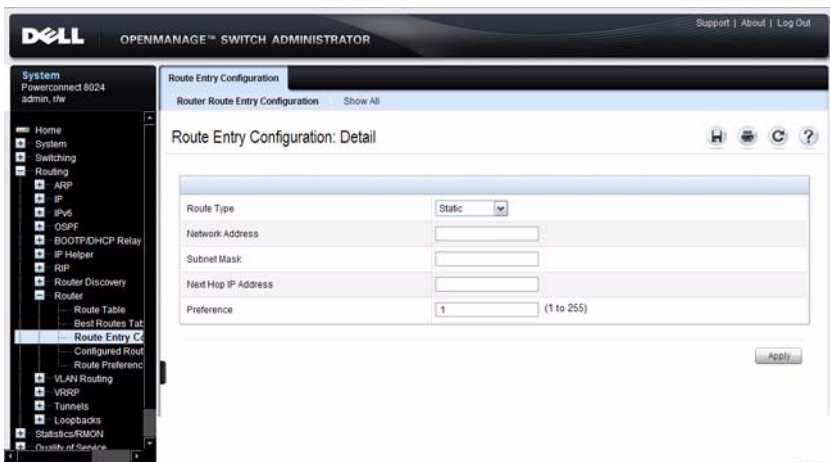 Support | About | Log Out
DELL OPENMANAGE™ SWITCH ADMINISTRATOR
System
Powerconnect 8024
admin, r/w
Home
System
Switching
Routing
ARP
IP
IPv6
OSPF
BOOTP/DHCP Relay
IP Helper
RIP
Router Discovery
Router
Route Table
Best Routes Tab
Route Entry Co
Configured Rout
Route Preferenc
VLAN Routing
VRRP
Tunnels
Loopbacks
Statistics/RMON
Quality of Service
Route Entry Configuration
Router Route Entry Configuration Show All
Route Entry Configuration: Detail
Route Type Static
Network Address
Subnet Mask
Next Hop IP Address
Preference 1 (1 to 255)
Apply